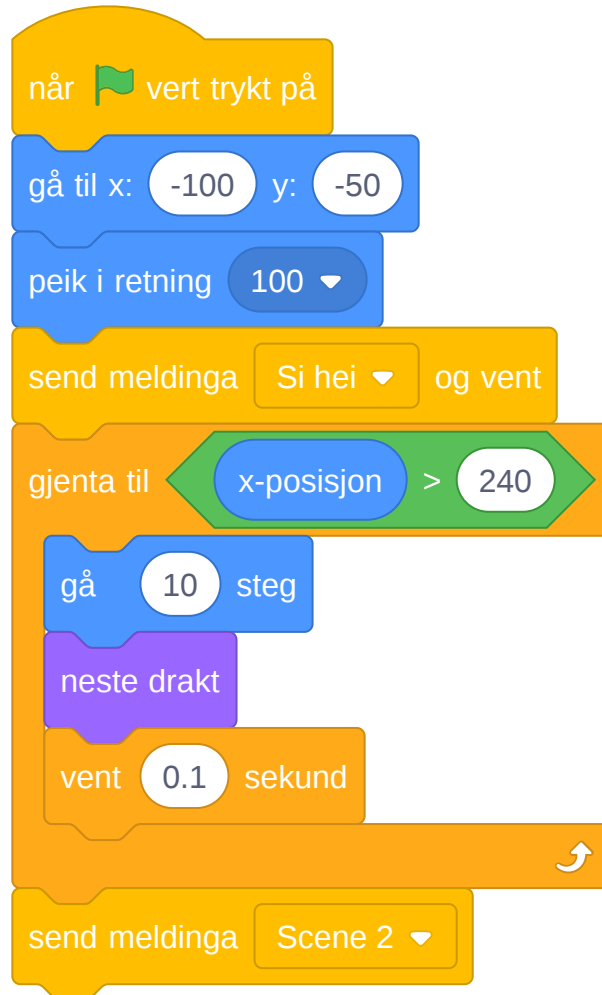 når vert trykt på
gå til x: -100 y: -50
peik i retning 100
send meldinga Si hei og vent
gjenta til x-posisjon > 240
gå 10 steg
neste drakt
vent 0.1 sekund
send meldinga Scene 2